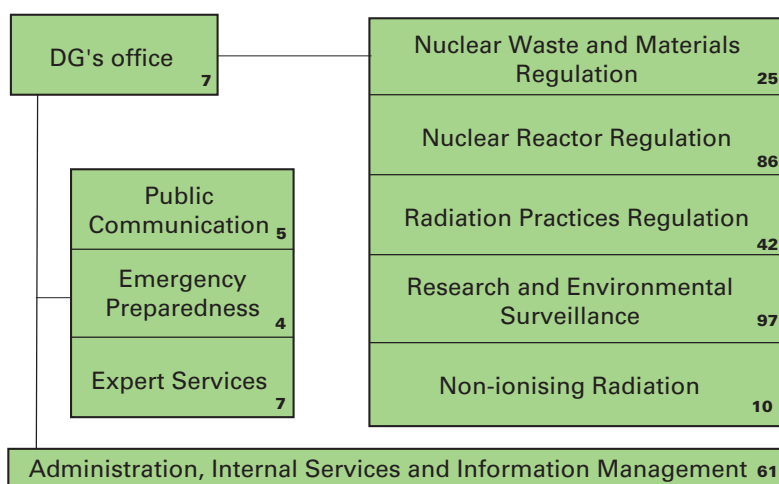 DG's office
7
Nuclear Waste and Materials
Regulation
25
Nuclear Reactor Regulation
86
Radiation Practices Regulation
42
Research and Environmental
Surveillance
97
Non-ionising Radiation
10
Public
Communication 5
Emergency
Preparedness
4
Expert Services
7
Administration, Internal Services and Information Management 61